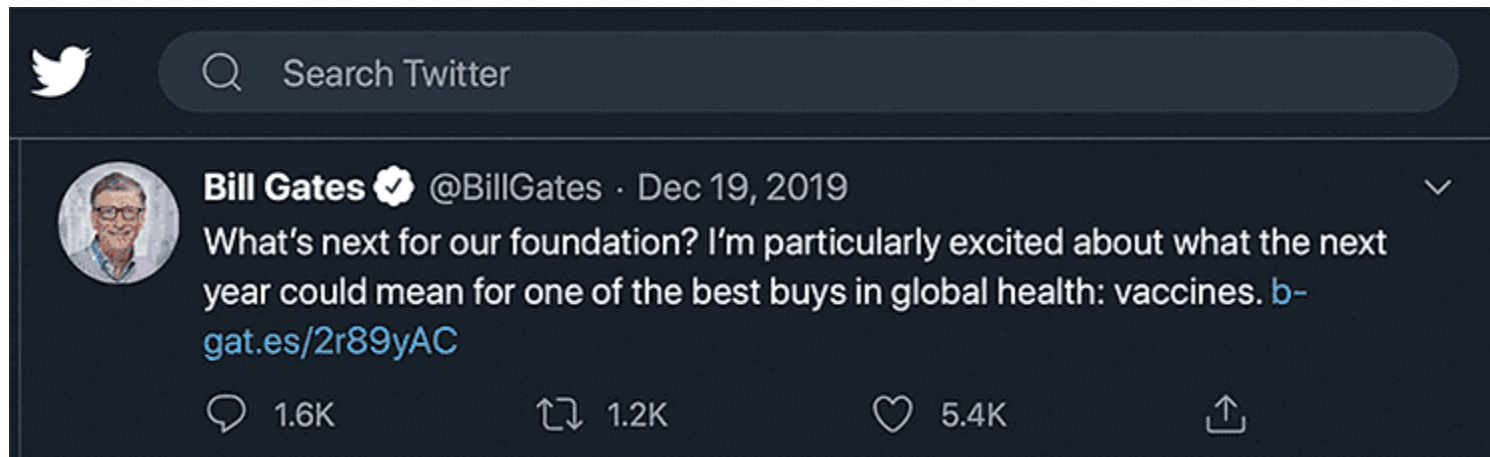 Search Twitter
Bill Gates @BillGates · Dec 19, 2019
What’s next for our foundation? I’m particularly excited about what the next
year could mean for one of the best buys in global health: vaccines. b-
gat.es/2r89yAC
1.6K 1.2K 5.4K